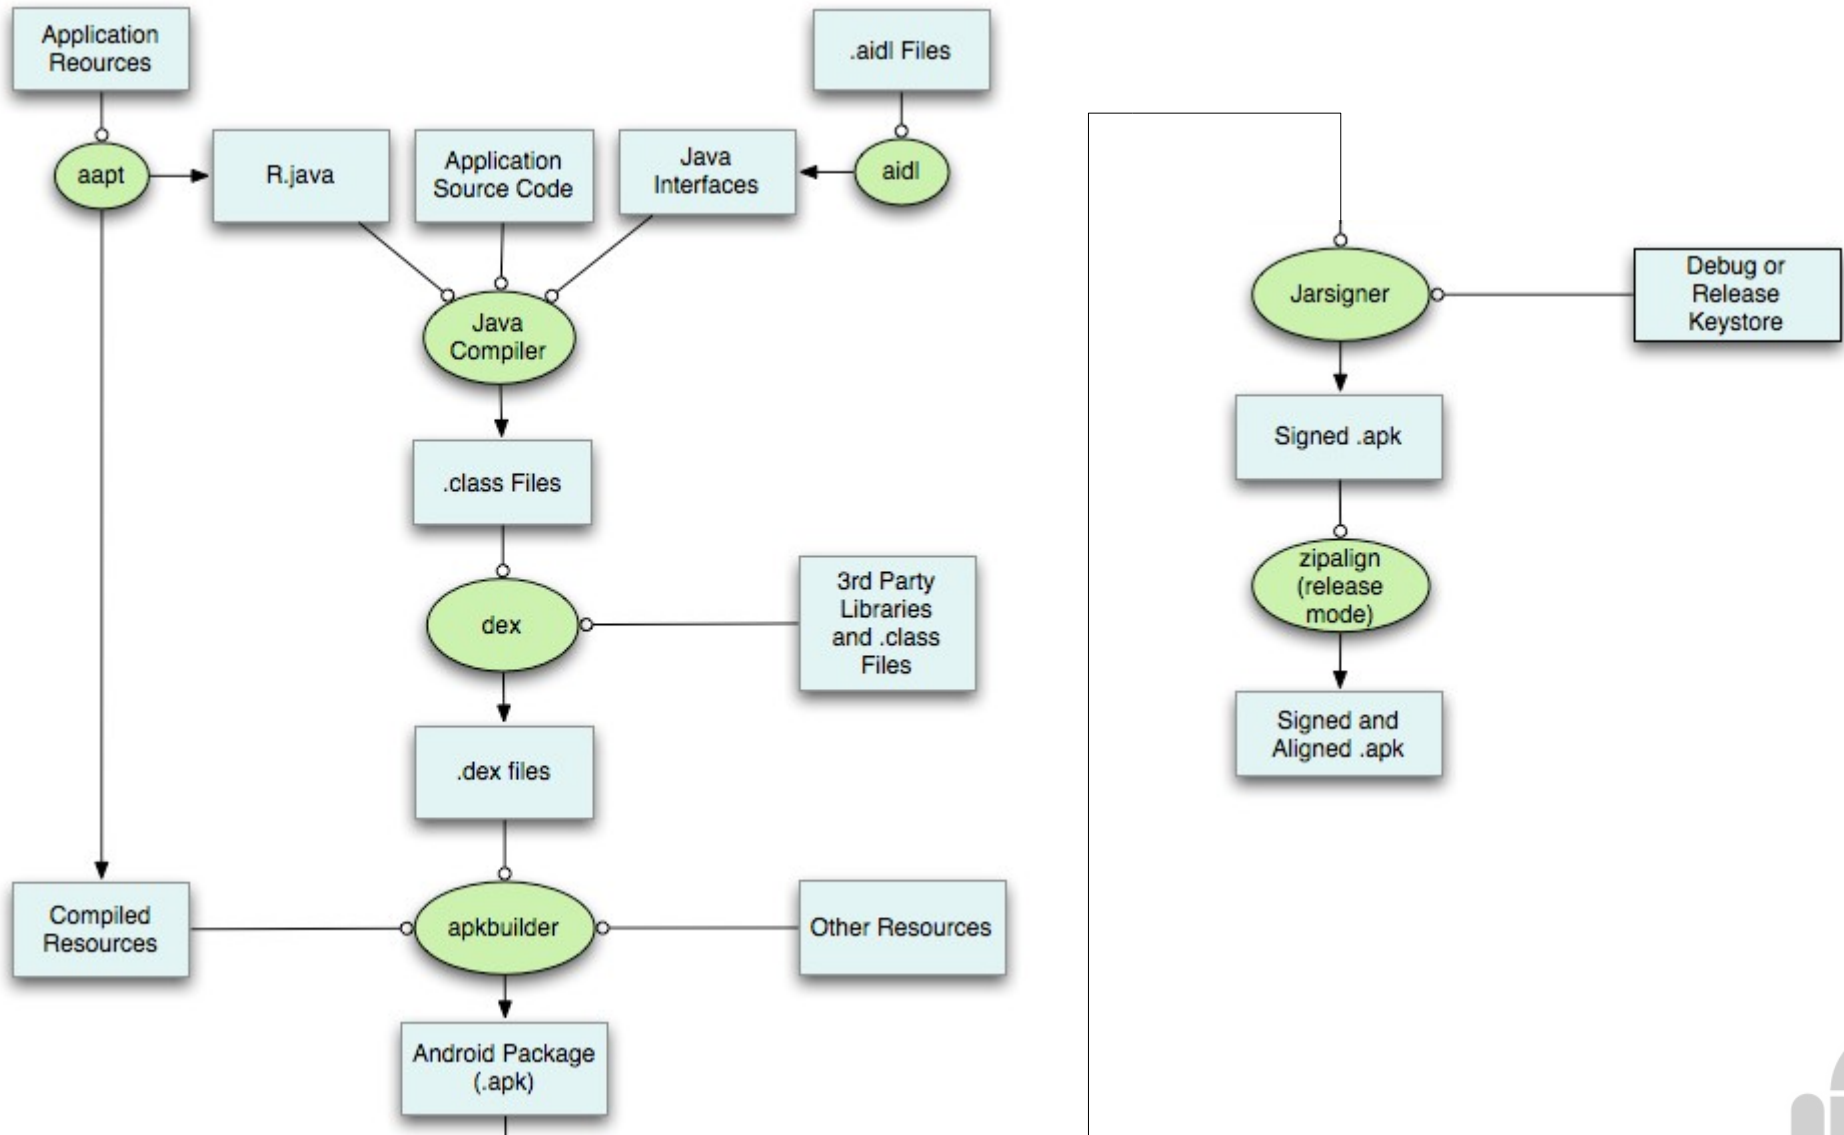 Application
Reources
.aidl Files
aapt
R.java
Application
Source Code
Java
Interfaces
aidl
Java
Compiler
.class Files
dex
3rd Party
Libraries
and .class
Files
.dex files
Compiled
Resources
apkbuilder
Other Resources
Android Package
(.apk)
Jarsigner
Debug or
Release
Keystore
Signed .apk
zipalign
(release
mode)
Signed and
Aligned .apk